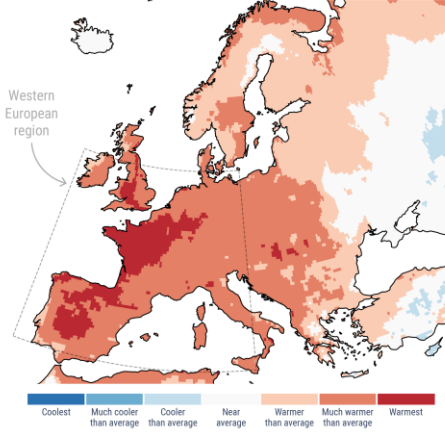 Western
European
region
Coolest
Much cooler
than average
Cooler
than average
Near
average
Warmer
than average
Much warmer
than average
Warmest